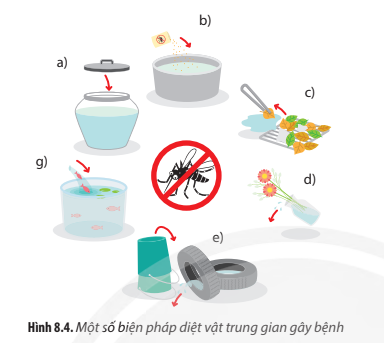 a)
b)
c)
d)
e)
g)
Hình 8.4. Một số biện pháp diệt vật trung gian gây bệnh